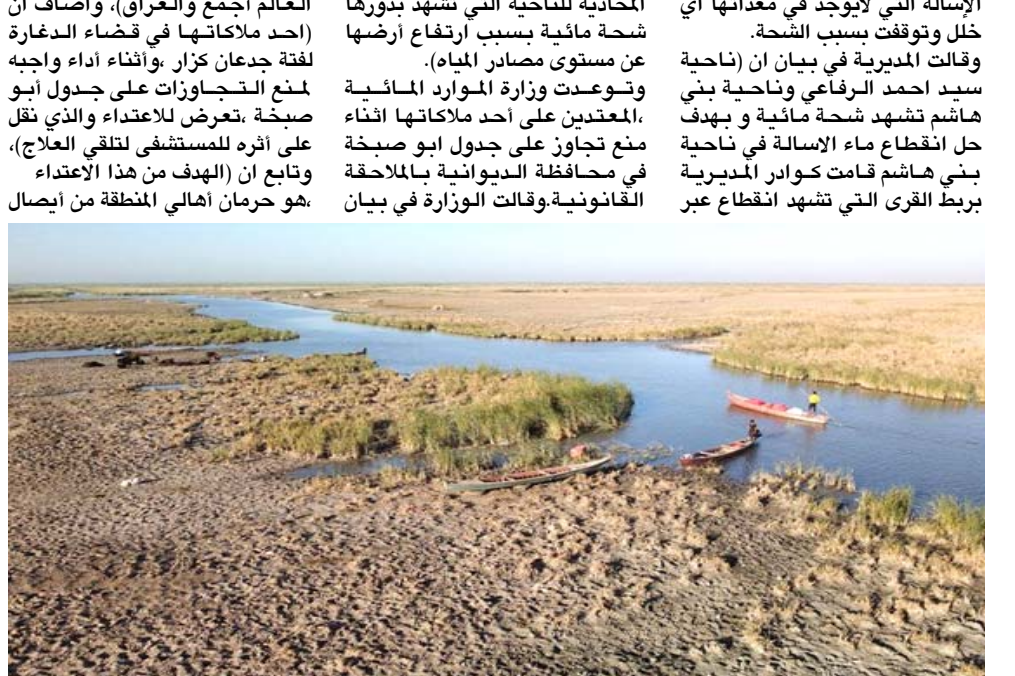 الإسالة التي لايوجد في معداتها أي
خلل وتوقفت بسبب الشحة.
وقالت المديرية في بيان ان (ناحية
سيد احمد الرفاعي وناحية بني
هاشم تشهد شحة مائية و بهدف
حل انقطاع ماء الاسالة في ناحية
بني هاشم قامت كوادر المديرية
بربط القرى التي تشهد انقطاع عبر
المحاذية للناحية التي تشهد بدورها
شحة مائية بسبب ارتفاع أرضها
عن مستوى مصادر المياه).
وتوعدت وزارة الموارد المائية
،المعتدين على أحد ملاكاتها اثناء
منع تجاوز على جدول ابو صبخة
في محافظة الديوانية بالملاحقة
القانونية.وقالت الوزارة في بيان
العالم أجمع والعراق)، وأضاف ان
(احد ملاكاتها في قضاء الدغارة
لفتة جدعان كزار ،وأثناء أداء واجبه
لمنع التجاوزات على جدول أبو
صبخة ،تعرض للاعتداء والذي نقل
على أثره للمستشفى لتلقي العلاج)،
وتابع ان (الهدف من هذا الاعتداء
،هو حرمان أهالي المنطقة من أيصال